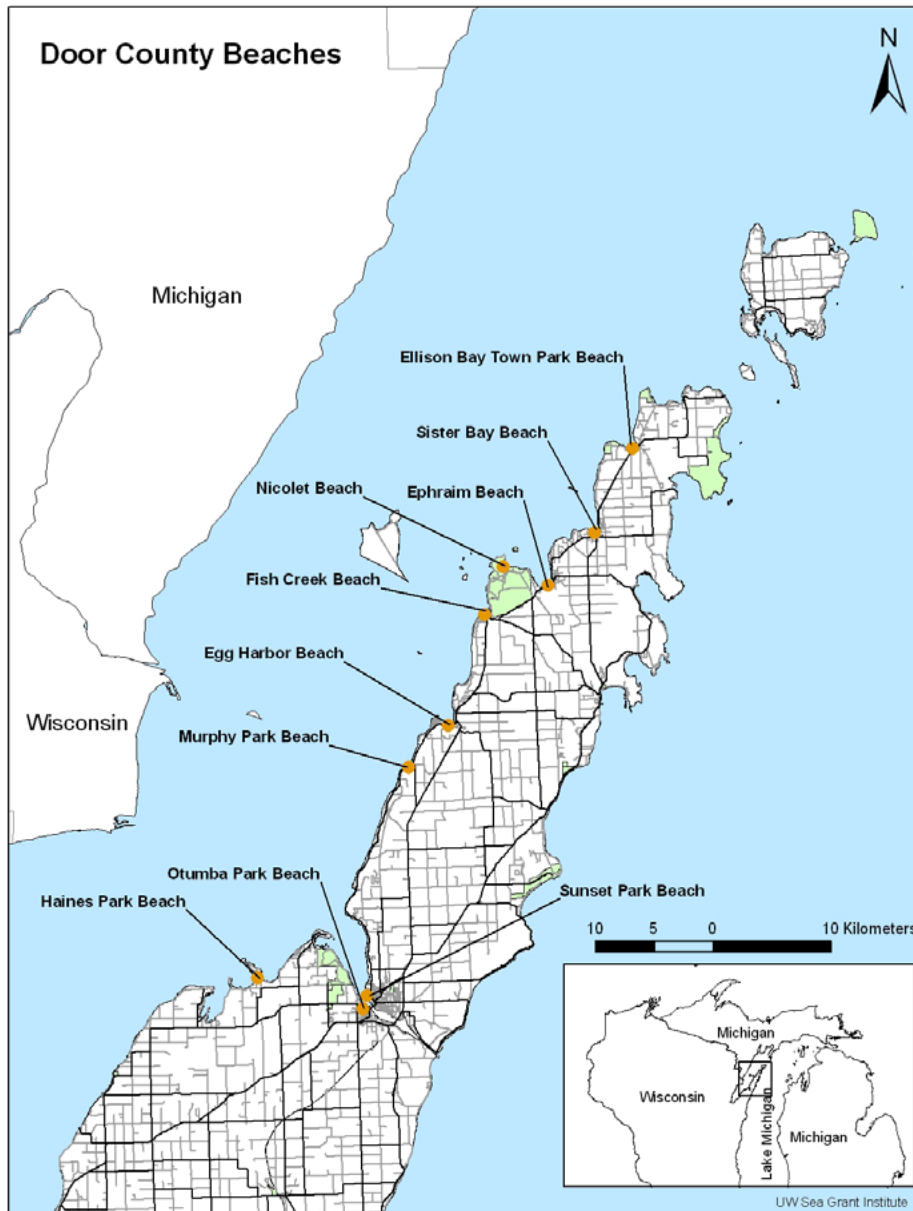 Door County Beaches
N
Michigan
Ellison Bay Town Park Beach
Sister Bay Beach
Nicolet Beach
Ephraim Beach
Fish Creek Beach
Egg Harbor Beach
Wisconsin
Murphy Park Beach
Otumba Park Beach
Sunset Park Beach
Haines Park Beach
10 5 0 10 Kilometers
Michigan
Wisconsin
Lake Michigan
Michigan
UW Sea Grant Institute